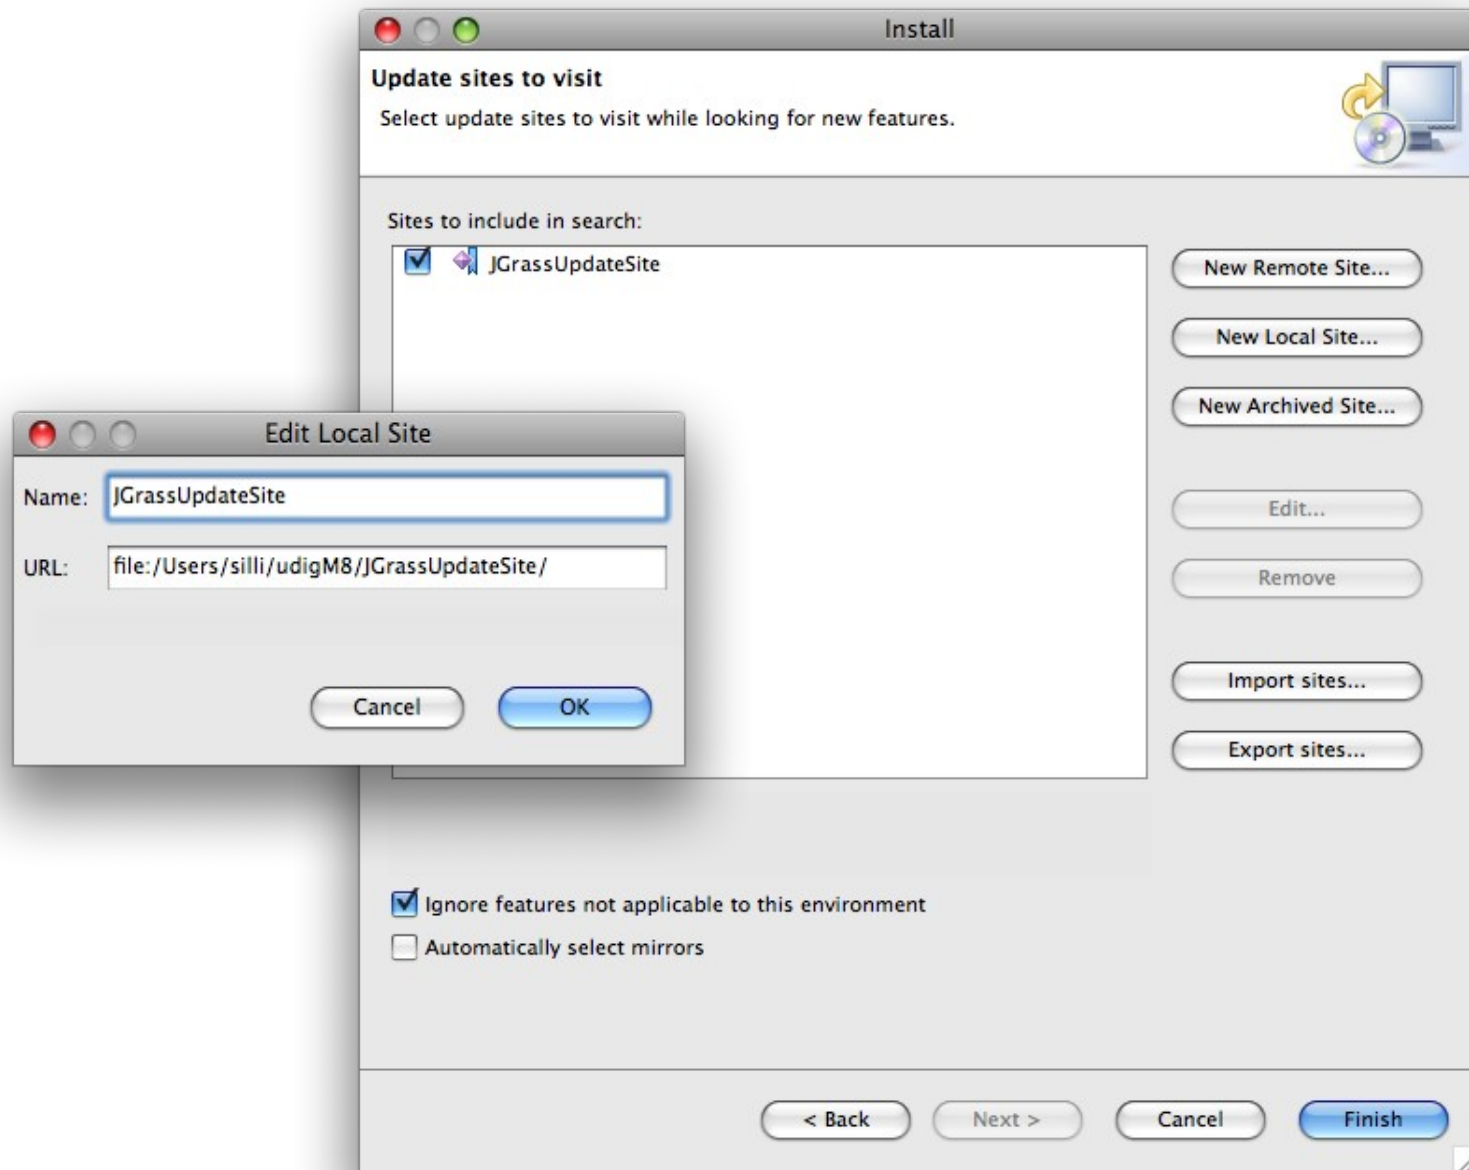 Install
Update sites to visit
Select update sites to visit while looking for new features.
Sites to include in search:
JGrassUpdateSite
New Remote Site...
New Local Site...
New Archived Site...
Edit...
Remove
Import sites...
Export sites...
Edit Local Site
Name: JGrassUpdateSite
URL: file:/Users/silli/udigM8/JGrassUpdateSite/
Cancel OK
Ignore features not applicable to this environment
Automatically select mirrors
< Back Next > Cancel Finish